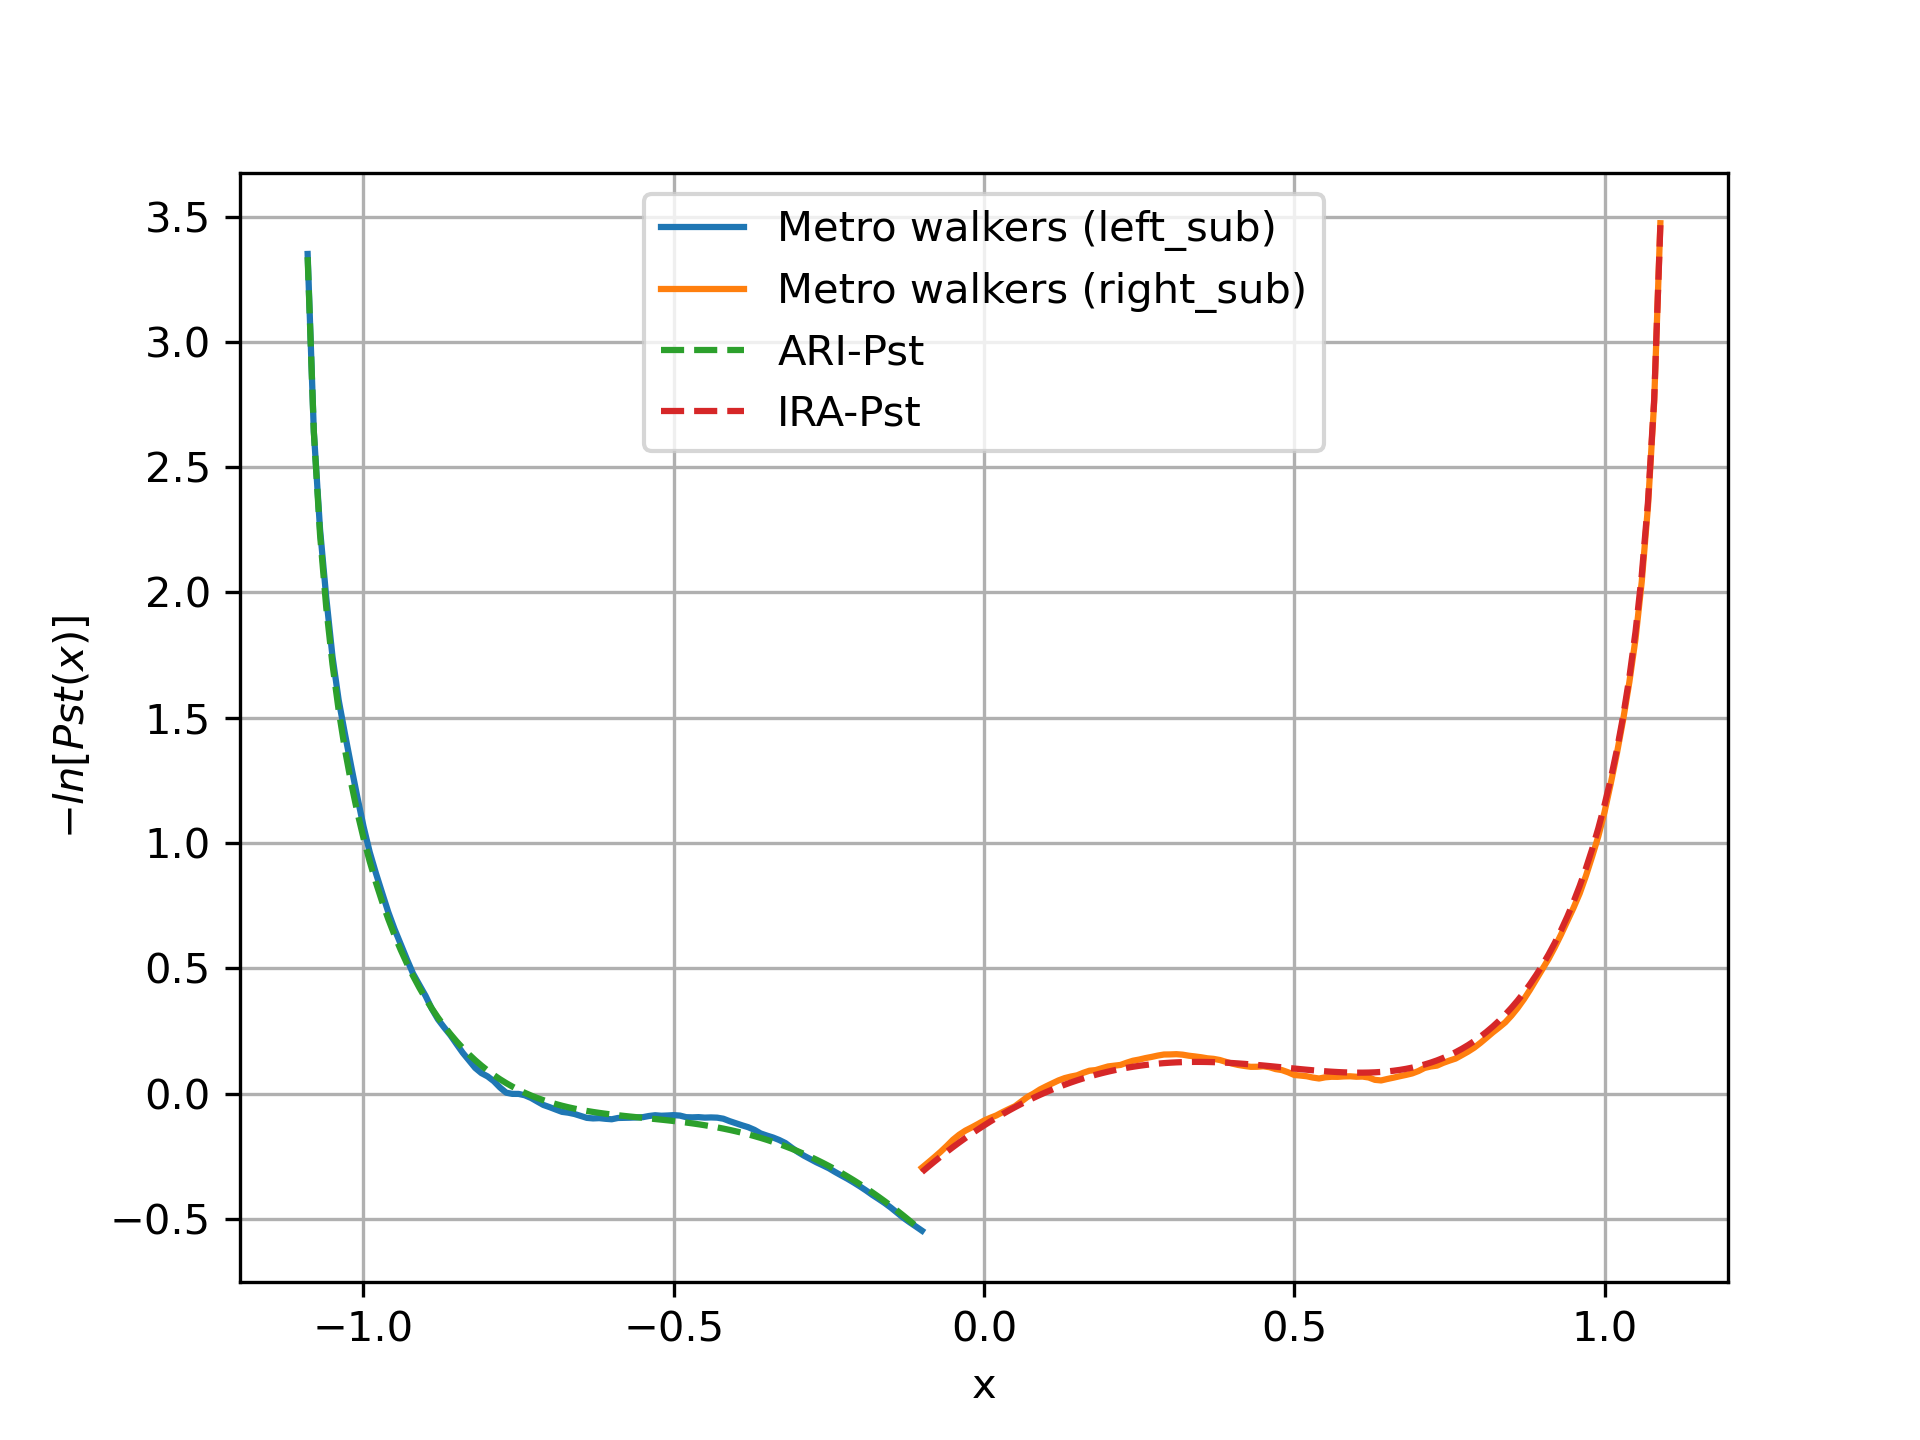 Metro walkers (left_sub)
Metro walkers (right_sub)
ARI-Pst
IRA-Pst
3.5
3.0
2.5
2.0
1.5
1.0
0.5
0.0
−0.5
−ln[Pst(x)]
−1.0
−0.5
0.0
0.5
1.0
x